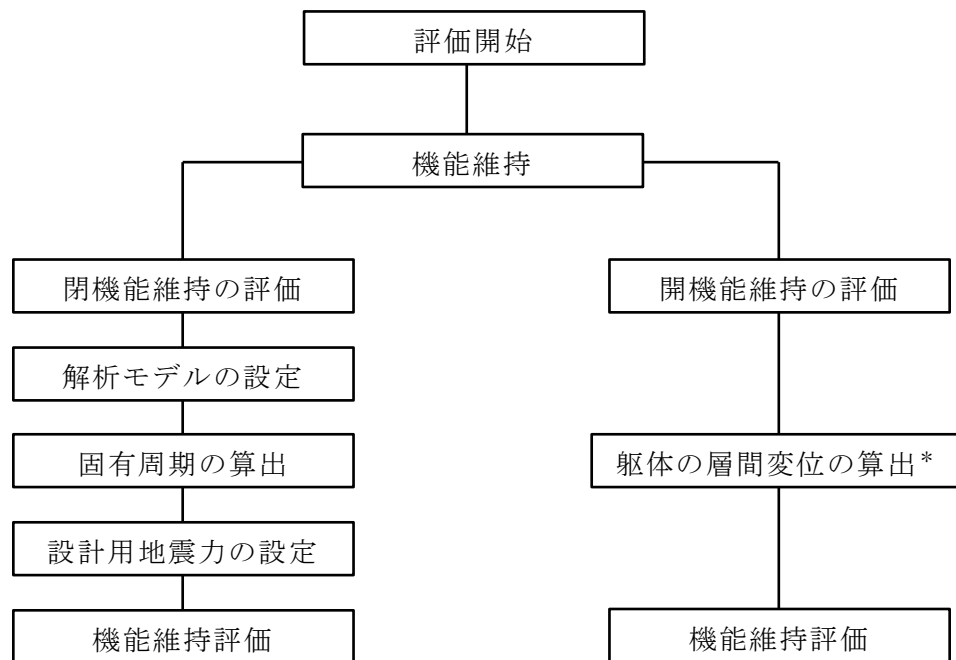 評価開始
機能維持
閉機能維持の評価
開機能維持の評価
解析モデルの設定
固有周期の算出
躯体の層間変位の算出*
設計用地震力の設定
機能維持評価
機能維持評価